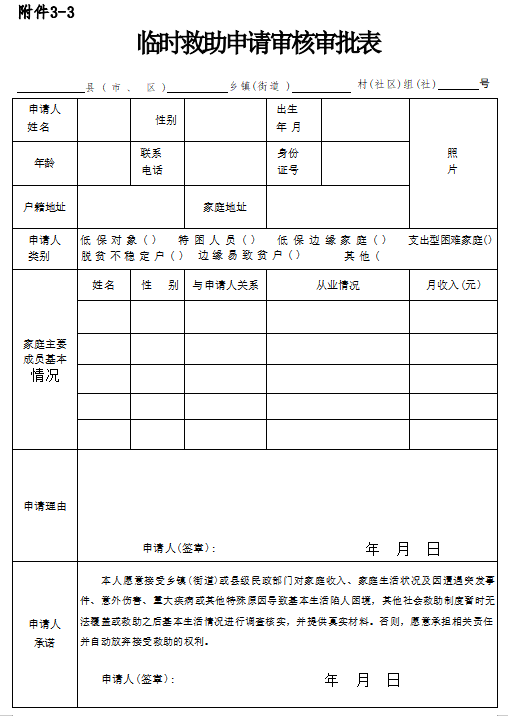 附件3-3
临时救助申请审核审批表
县(市、区) 乡镇(街道) 村(社区)组(社) 号
申请人姓名 性别 出生年月 照片
年龄 联系电话 身份证号
户籍地址 家庭地址
申请人类别 低保对象() 特困人员() 低保边缘家庭() 支出型困难家庭()
脱贫不稳定户() 边缘易致贫户() 其他(
家庭主要成员基本情况 姓名 性别 与申请人关系 从业情况 月收入(元)
申请理由
申请人(签章): 年 月 日
申请人承诺
本人愿意接受乡镇(街道)或县级民政部门对家庭收入、家庭生活状况及因遭遇突发事
件、意外伤害、重大疾病或其他特殊原因导致基本生活陷入困境，其他社会救助制度暂时无
法覆盖或救助之后基本生活情况进行调查核实，并提供真实材料。否则，愿意承担相关责任
并自动放弃接受救助的权利。
申请人(签章): 年 月 日